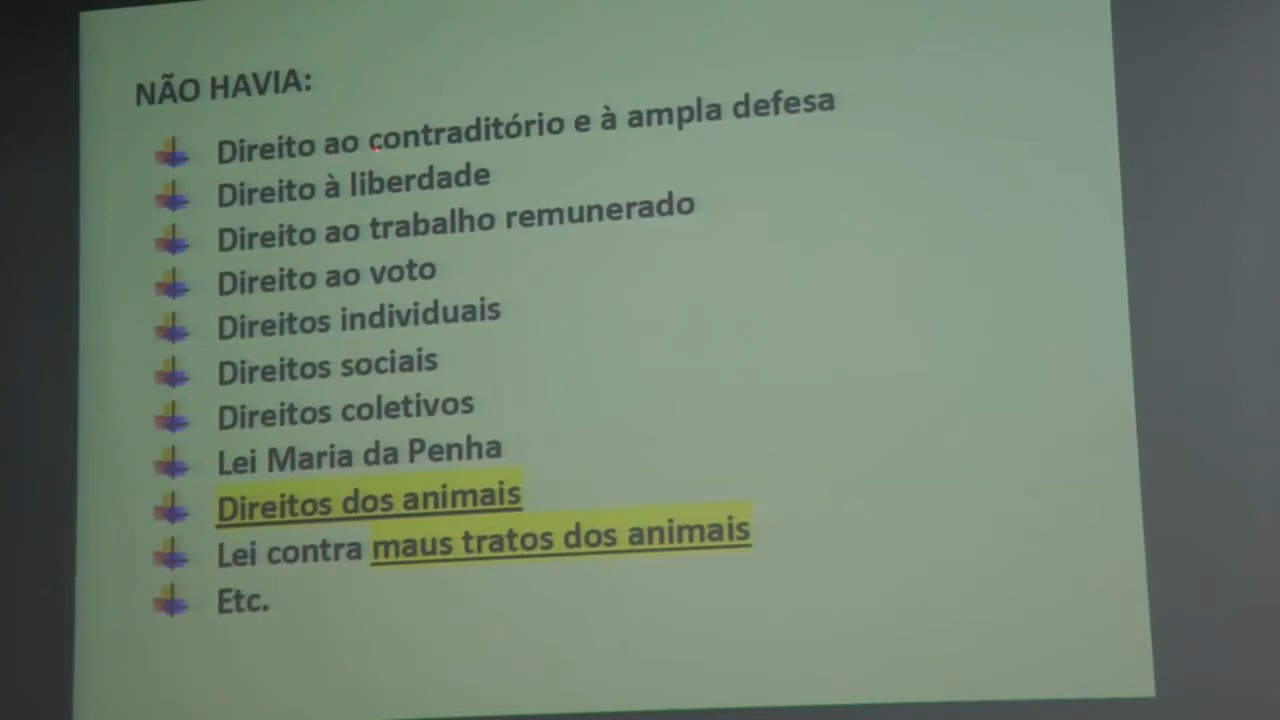 NÃO HAVIA:
Direito ao contraditório e à ampla defesa
Direito à liberdade
Direito ao trabalho remunerado
Direito ao voto
Direitos individuais
Direitos sociais
Direitos coletivos
Lei Maria da Penha
Direitos dos animais
Lei contra maus tratos dos animais
Etc.